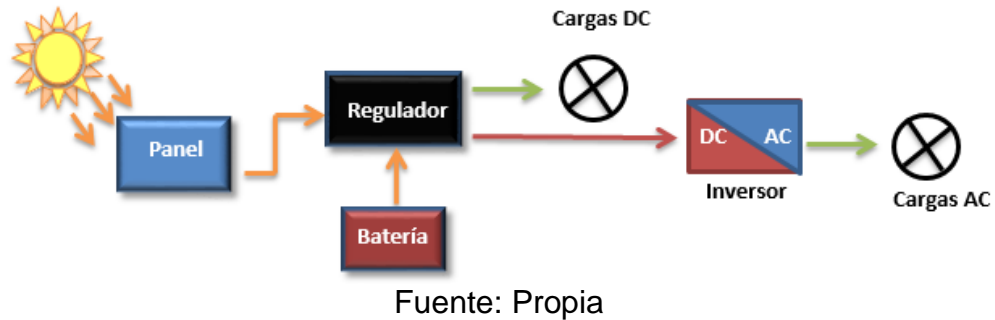 Cargas DC
Regulador
Panel
DC AC
Inversor
Cargas AC
Batería
Fuente: Propia